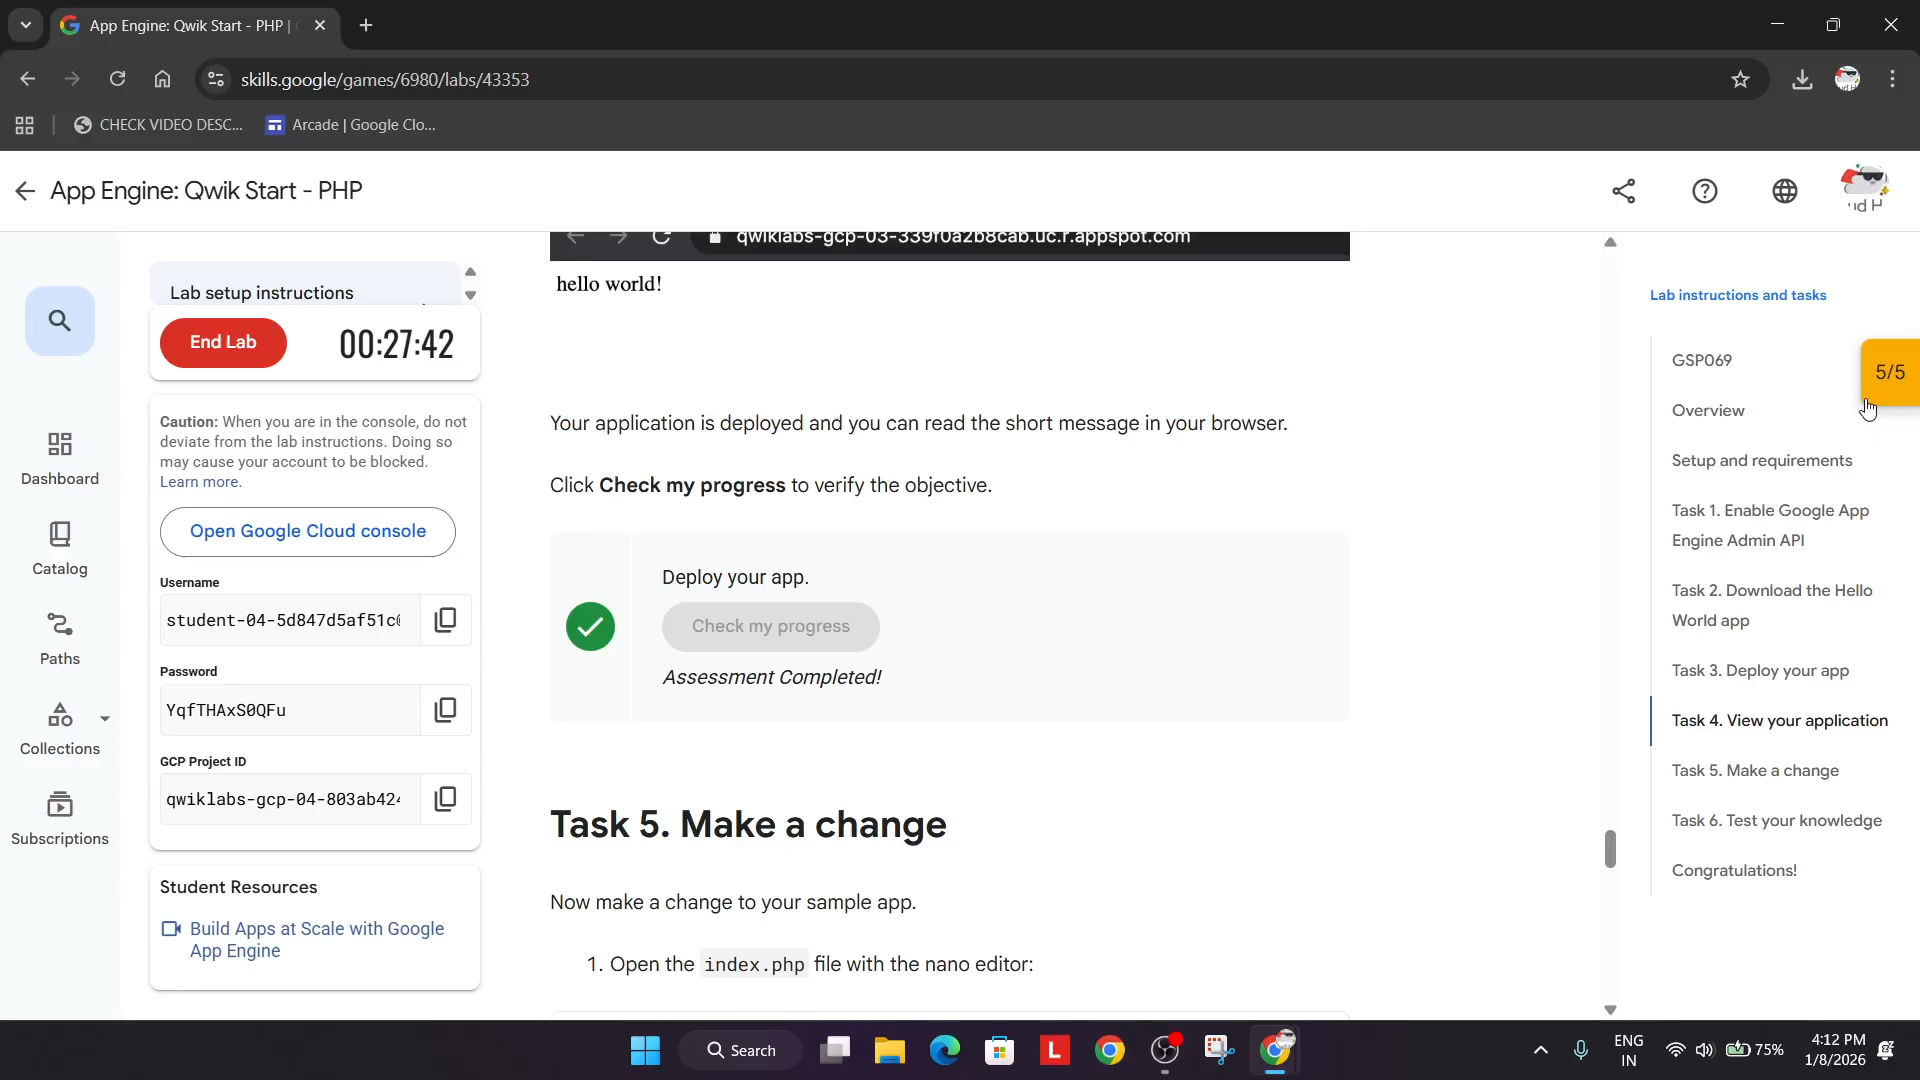 App Engine: Qwik Start - PHP |
skills.google/games/6980/labs/43353
CHECK VIDEO DESC...
Arcade | Google Clo...
App Engine: Qwik Start - PHP
Lab setup instructions
End Lab
00:27:42
Caution: When you are in the console, do not
deviate from the lab instructions. Doing so
may cause your account to be blocked.
Learn more.
Open Google Cloud console
Username
student-04-5d847d5af51c
Password
YqfTHAxS0QFu
GCP Project ID
qwiklabs-gcp-04-803ab424
Student Resources
Build Apps at Scale with Google
App Engine
Dashboard
Catalog
Paths
Collections
Subscriptions
qwiklabs-gcp-03-339f0a2b8cab.uc.r.appspot.com
hello world!
Your application is deployed and you can read the short message in your browser.
Click Check my progress to verify the objective.
Deploy your app.
Check my progress
Assessment Completed!
Task 5. Make a change
Now make a change to your sample app.
1. Open the index.php file with the nano editor:
Lab instructions and tasks
GSP069
5/5
Overview
Setup and requirements
Task 1. Enable Google App
Engine Admin API
Task 2. Download the Hello
World app
Task 3. Deploy your app
Task 4. View your application
Task 5. Make a change
Task 6. Test your knowledge
Congratulations!
Search
L
ENG
IN
75%
4:12 PM
1/8/2026